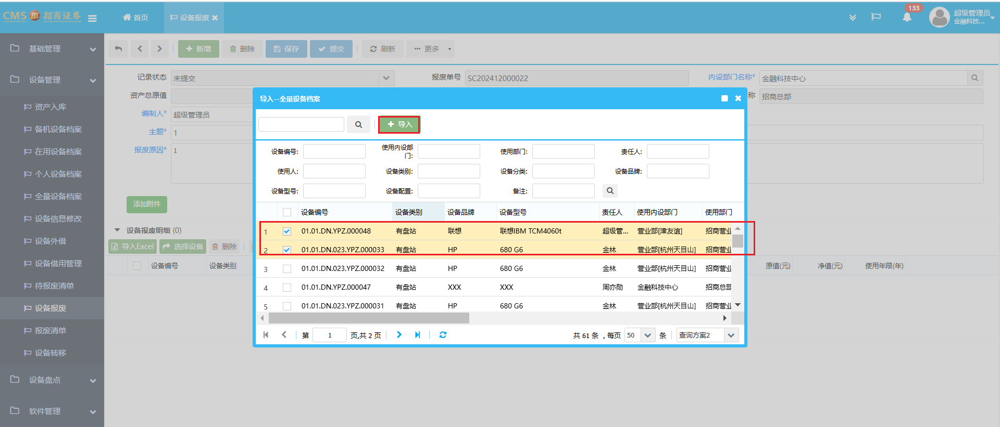 CMS 招商证券
首页
设备报废
133
超级管理员
金融科技...
基础管理
设备管理
资产入库
备机设备档案
在用设备档案
个人设备档案
全量设备档案
设备信息修改
设备外借
设备借用管理
待报废清单
设备报废
报废清单
设备转移
设备盘点
软件管理
新增
删除
保存
提交
刷新
更多
记录状态 未提交
报废单号 SC202412000022
内设部门名称* 金融科技中心
资产总原值
称 招商总部
编制人* 超级管理员
主题* 1
报废原因* 1
添加附件
设备报废明细 (0)
导入Excel 选择设备 删除
设备编号 设备类别 原值(元) 净值(元) 使用年限(年)
导入--全量设备档案
导入
设备编号: 使用内设部门: 使用部门: 责任人:
使用人: 设备类别: 设备分类: 设备品牌:
设备型号: 设备配置: 备注:
设备编号 设备类别 设备品牌 设备型号 责任人 使用内设部门 使用部门
1 01.01.DN.YPZ.000048 有盘站 联想 联想IBM TCM4060t 超级管... 营业部[津友谊] 招商营业
2 01.01.DN.023.YPZ.000033 有盘站 HP 680 G6 金林 营业部[杭州天目山] 招商营业
3 01.01.DN.023.YPZ.000032 有盘站 HP 680 G6 金林 营业部[杭州天目山] 招商营业
4 01.01.DN.YPZ.000047 有盘站 XXX XXX 周亦勋 金融科技中心 招商总部
5 01.01.DN.023.YPZ.000031 有盘站 HP 680 G6 金林 营业部[杭州天目山] 招商营业
第 1 页,共 2 页
共 61 条 , 每页 50 条
查询方案2